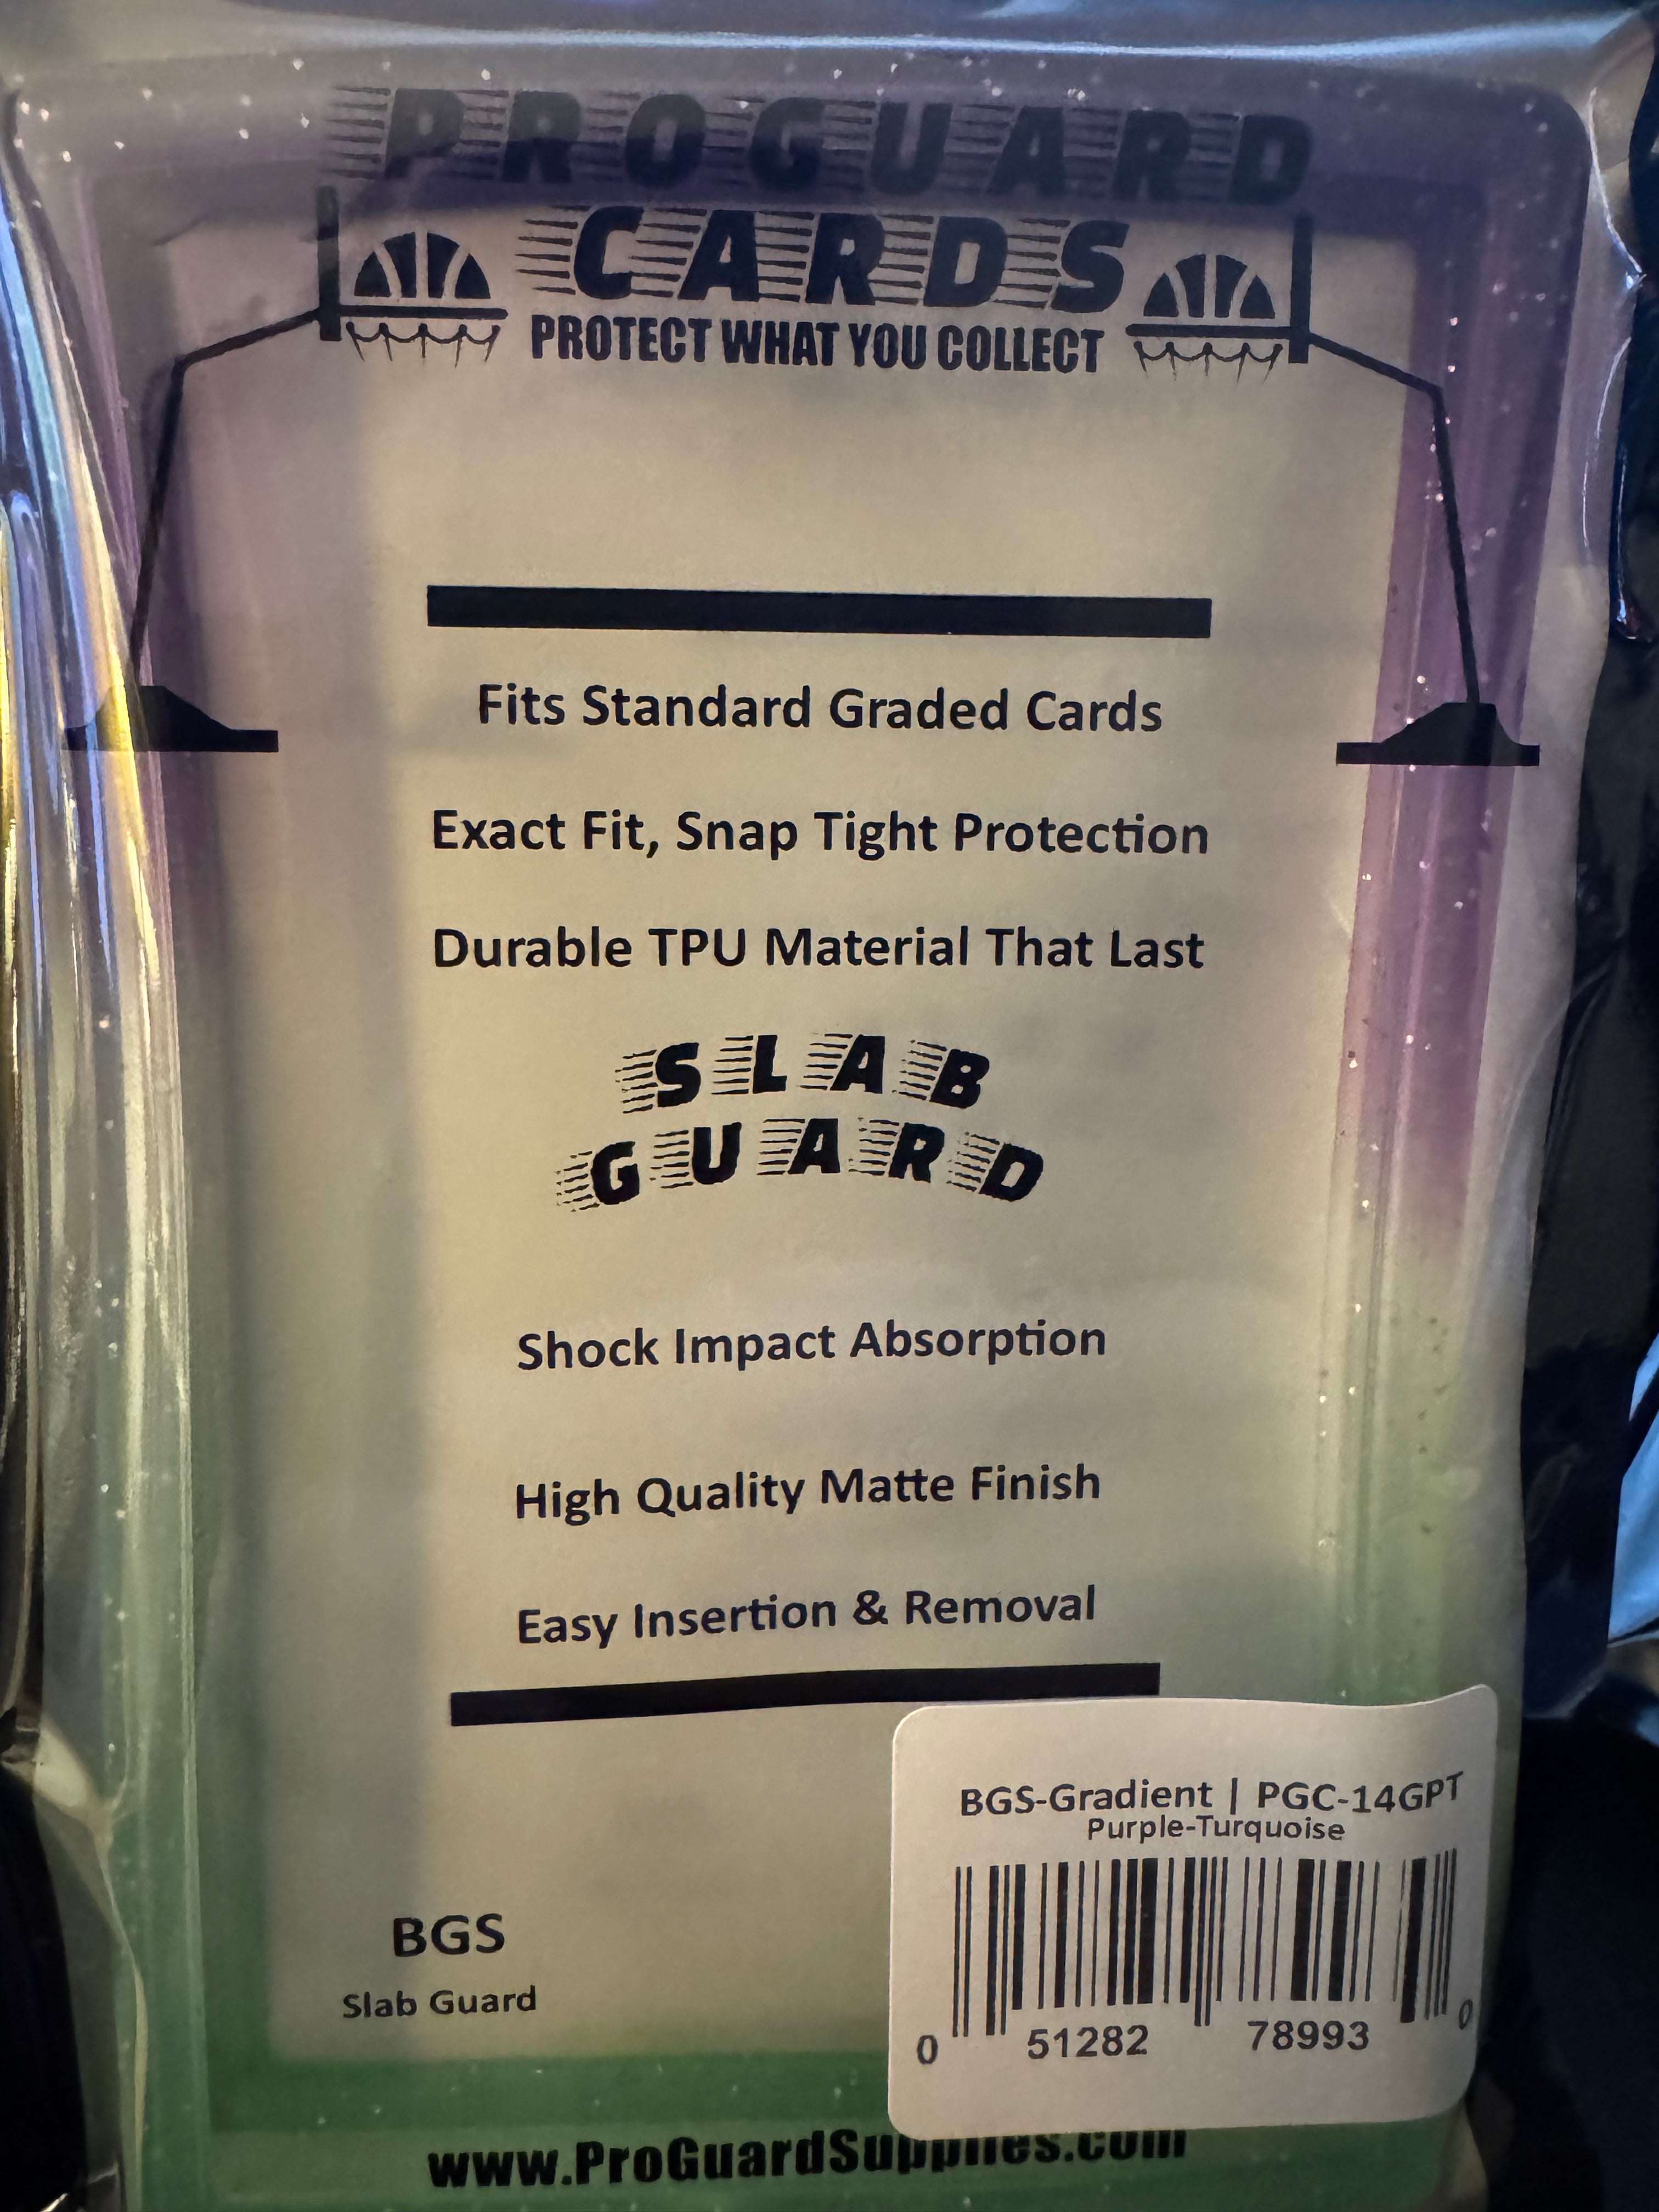 PROGUARD
CARDS
PROTECT WHAT YOU COLLECT
Fits Standard Graded Cards
Exact Fit, Snap Tight Protection
Durable TPU Material That Last
SLAB
GUARD
Shock Impact Absorption
High Quality Matte Finish
Easy Insertion & Removal
BGS-Gradient | PGC-14GPT
Purple-Turquoise
0 51282 78993 0
BGS
Slab Guard
www.ProGuardSupplies.com